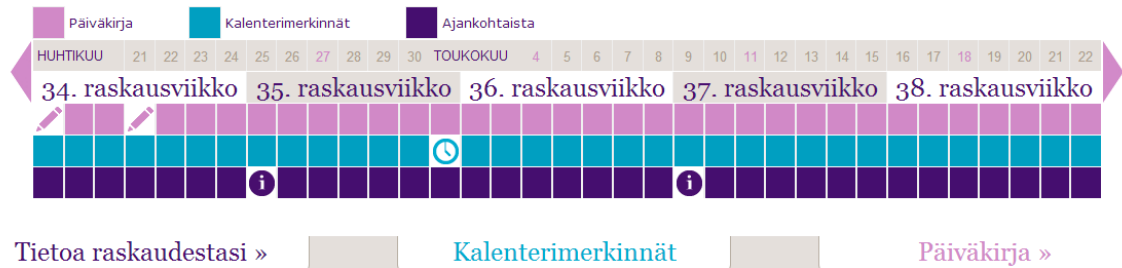 Päiväkirja Kalenterimerkinnät Ajankohtaista
HUHTIKUU 21 22 23 24 25 26 27 28 29 30 TOUKOKUU 4 5 6 7 8 9 10 11 12 13 14 15 16 17 18 19 20 21 22
34. raskausviikko 35. raskausviikko 36. raskausviikko 37. raskausviikko 38. raskausviikko
Tietoa raskaudestasi » Kalenterimerkinnät Päiväkirja »